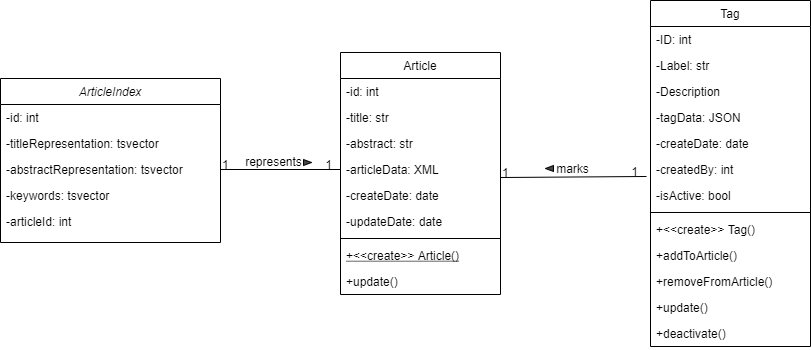 ArticleIndex
-id: int
-titleRepresentation: tsvector
-abstractRepresentation: tsvector
-keywords: tsvector
-articleId: int
1 represents▶ 1
Article
-id: int
-title: str
-abstract: str
-articleData: XML
-createDate: date
-updateDate: date
+<<create>> Article()
+update()
1 ◀marks 1
Tag
-ID: int
-Label: str
-Description
-tagData: JSON
-createDate: date
-createdBy: int
-isActive: bool
+<<create>> Tag()
+addToArticle()
+removeFromArticle()
+update()
+deactivate()